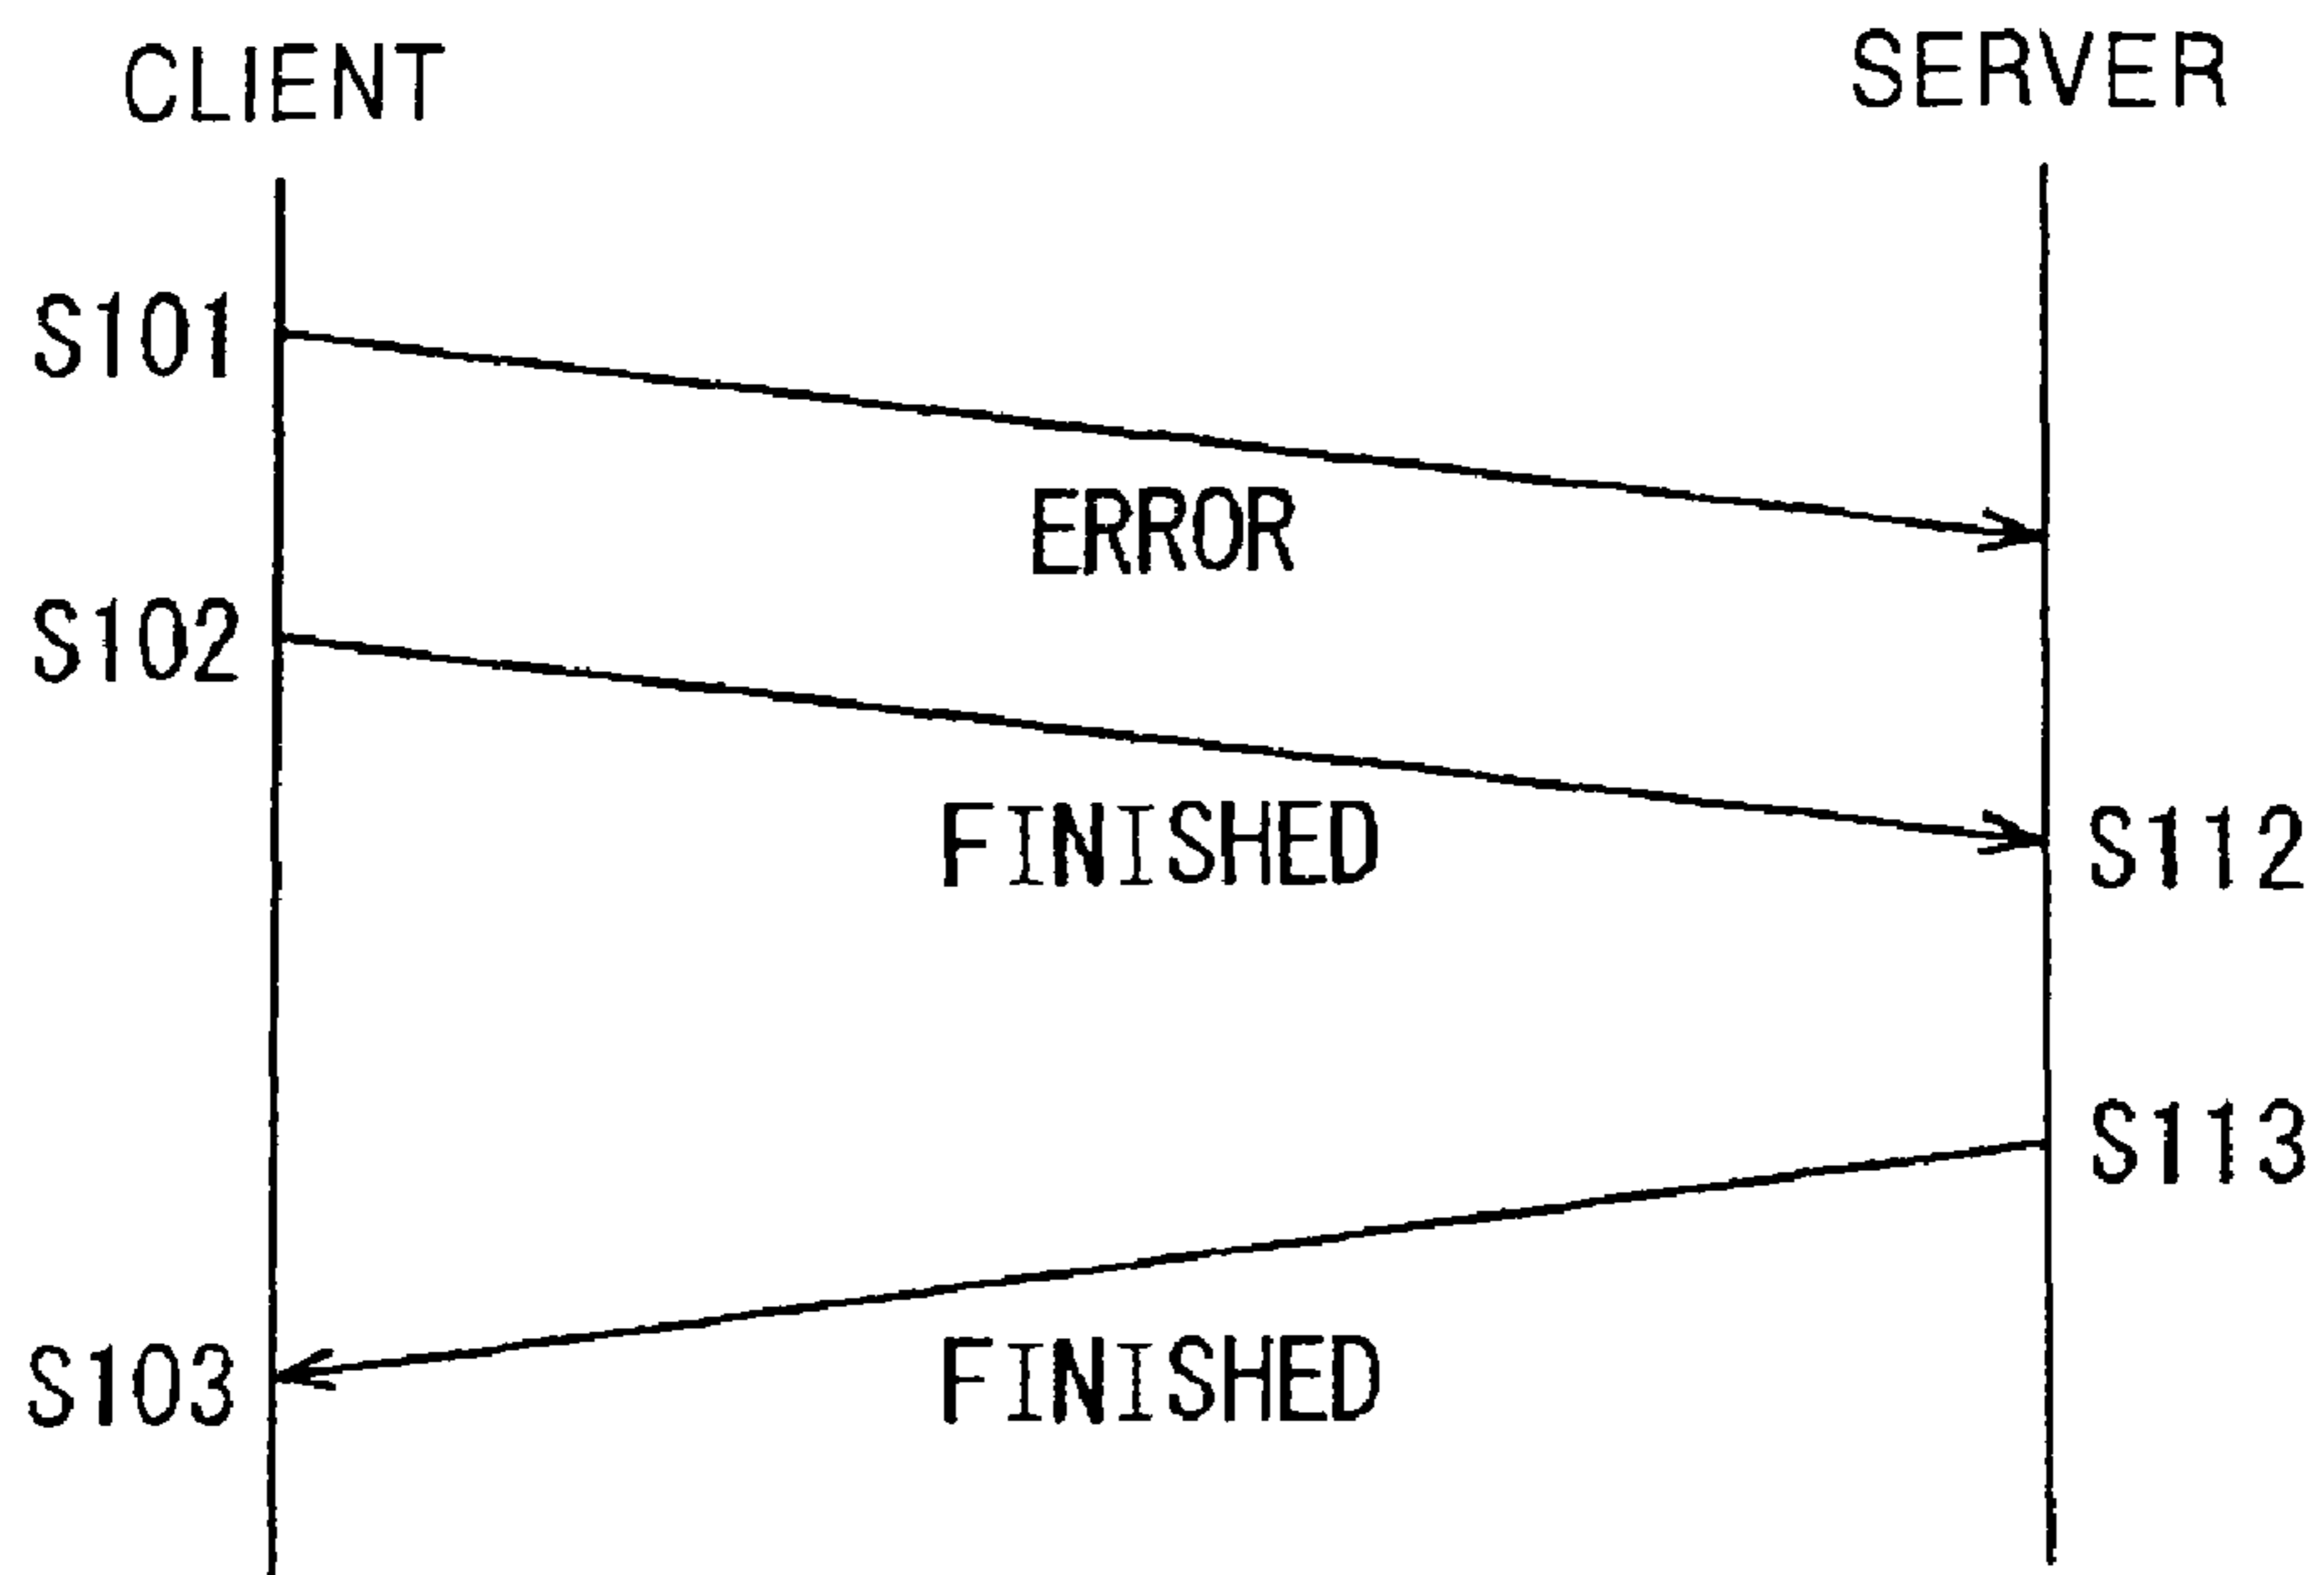 CLIENT
SERVER
S101
ERROR
S102
FINISHED
S112
S113
S103
FINISHED